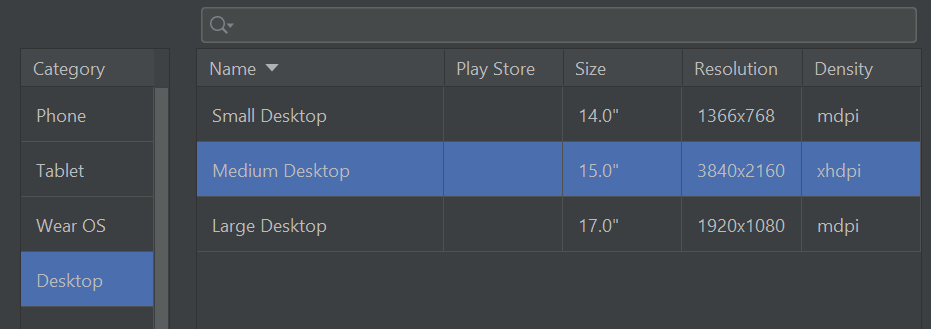 Category
Name Play Store Size Resolution Density
Phone
Small Desktop 14.0" 1366x768 mdpi
Tablet
Medium Desktop 15.0" 3840x2160 xhdpi
Wear OS
Large Desktop 17.0" 1920x1080 mdpi
Desktop